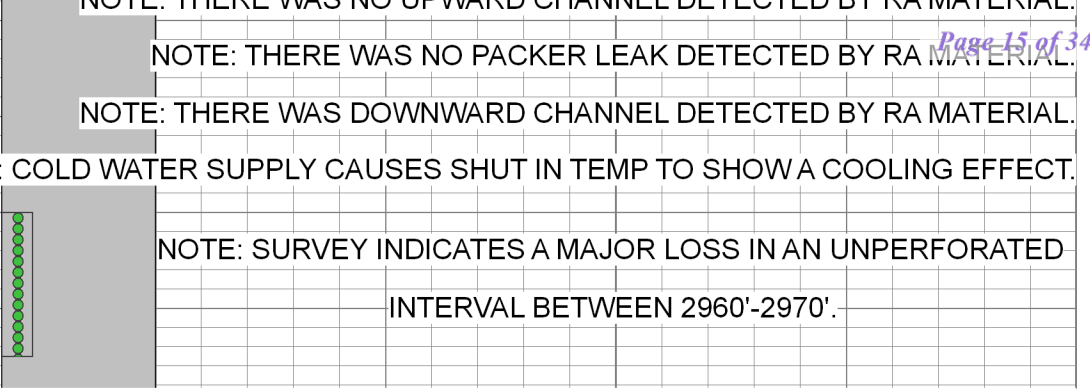 NOTE: THERE WAS NO UPWARD CHANNEL DETECTED BY RA MATERIAL.
Page 15 of 34
NOTE: THERE WAS NO PACKER LEAK DETECTED BY RA MATERIAL.
NOTE: THERE WAS DOWNWARD CHANNEL DETECTED BY RA MATERIAL.
: COLD WATER SUPPLY CAUSES SHUT IN TEMP TO SHOW A COOLING EFFECT.
NOTE: SURVEY INDICATES A MAJOR LOSS IN AN UNPERFORATED
INTERVAL BETWEEN 2960'-2970'.